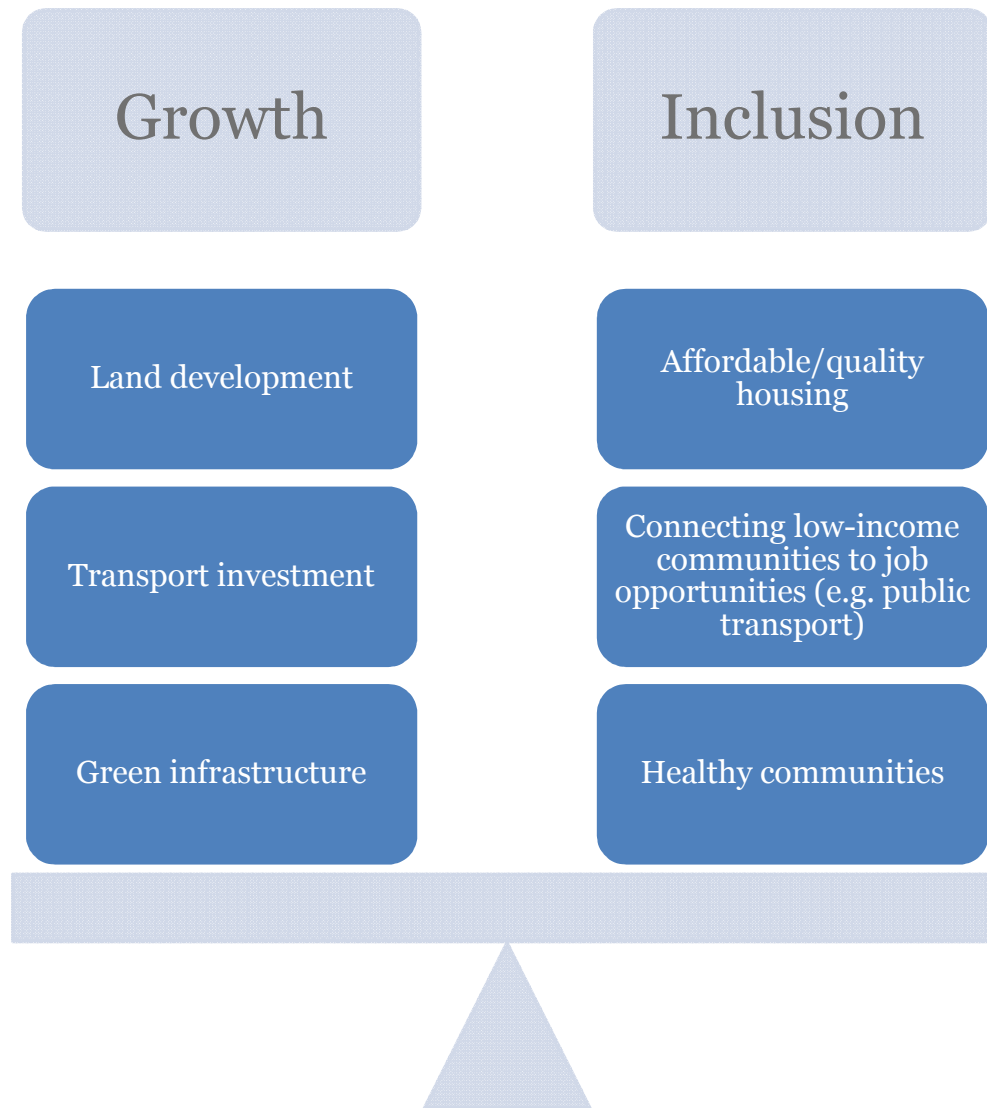 Growth
Inclusion
Land development
Affordable/quality
housing
Transport investment
Connecting low-income
communities to job
opportunities (e.g. public
transport)
Green infrastructure
Healthy communities